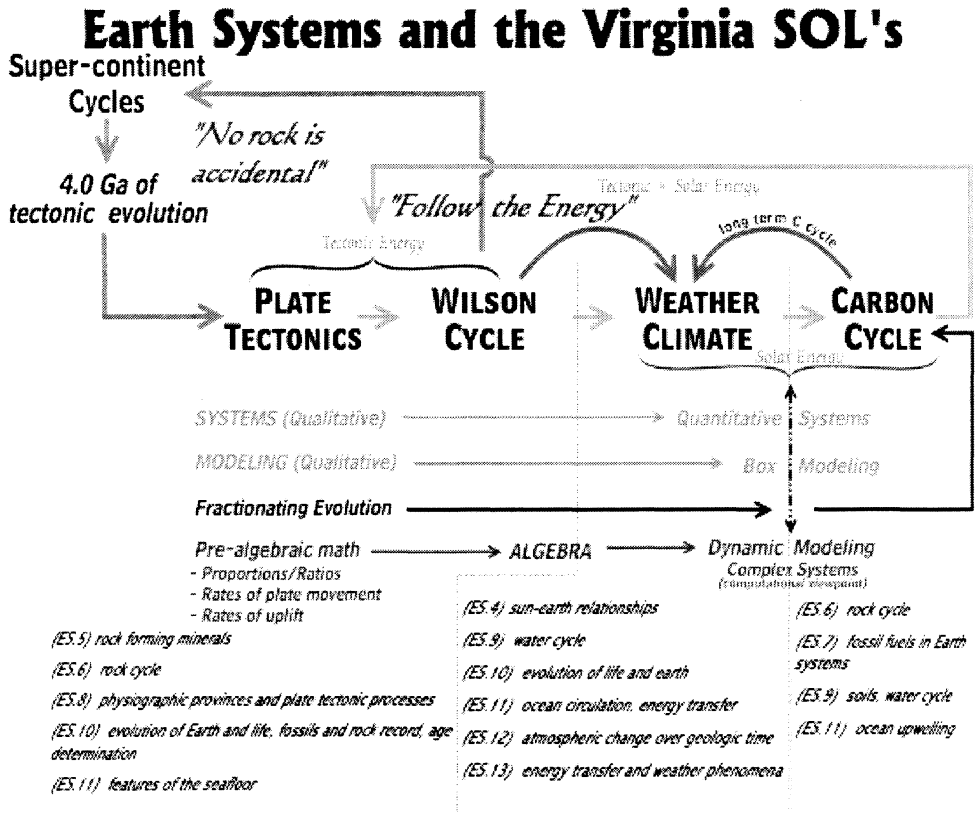 Earth Systems and the Virginia SOL's
Super-continent
Cycles
"No rock is
accidental"
4.0 Ga of
tectonic evolution
Tectonic + Solar Energy
"Follow the Energy"
long term C cycle
Tectonic Energy
PLATE
TECTONICS
WILSON
CYCLE
WEATHER
CLIMATE
CARBON
CYCLE
Solar Energy
SYSTEMS (Qualitative)
Quantitative Systems
MODELING (Qualitative)
Box Modeling
Fractionating Evolution
Pre-algebraic math
ALGEBRA
Dynamic Modeling
Complex Systems
(computational viewpoint)
- Proportions/Ratios
- Rates of plate movement
- Rates of uplift
(ES.5) rock forming minerals
(ES.6) rock cycle
(ES.8) physiographic provinces and plate tectonic processes
(ES.10) evolution of Earth and life, fossils and rock record, age
determination
(ES.11) features of the seafloor
(ES.4) sun-earth relationships
(ES.9) water cycle
(ES.10) evolution of life and earth
(ES.11) ocean circulation, energy transfer
(ES.12) atmospheric change over geologic time
(ES.13) energy transfer and weather phenomena
(ES.6) rock cycle
(ES.7) fossil fuels in Earth
systems
(ES.9) soils, water cycle
(ES.11) ocean upwelling